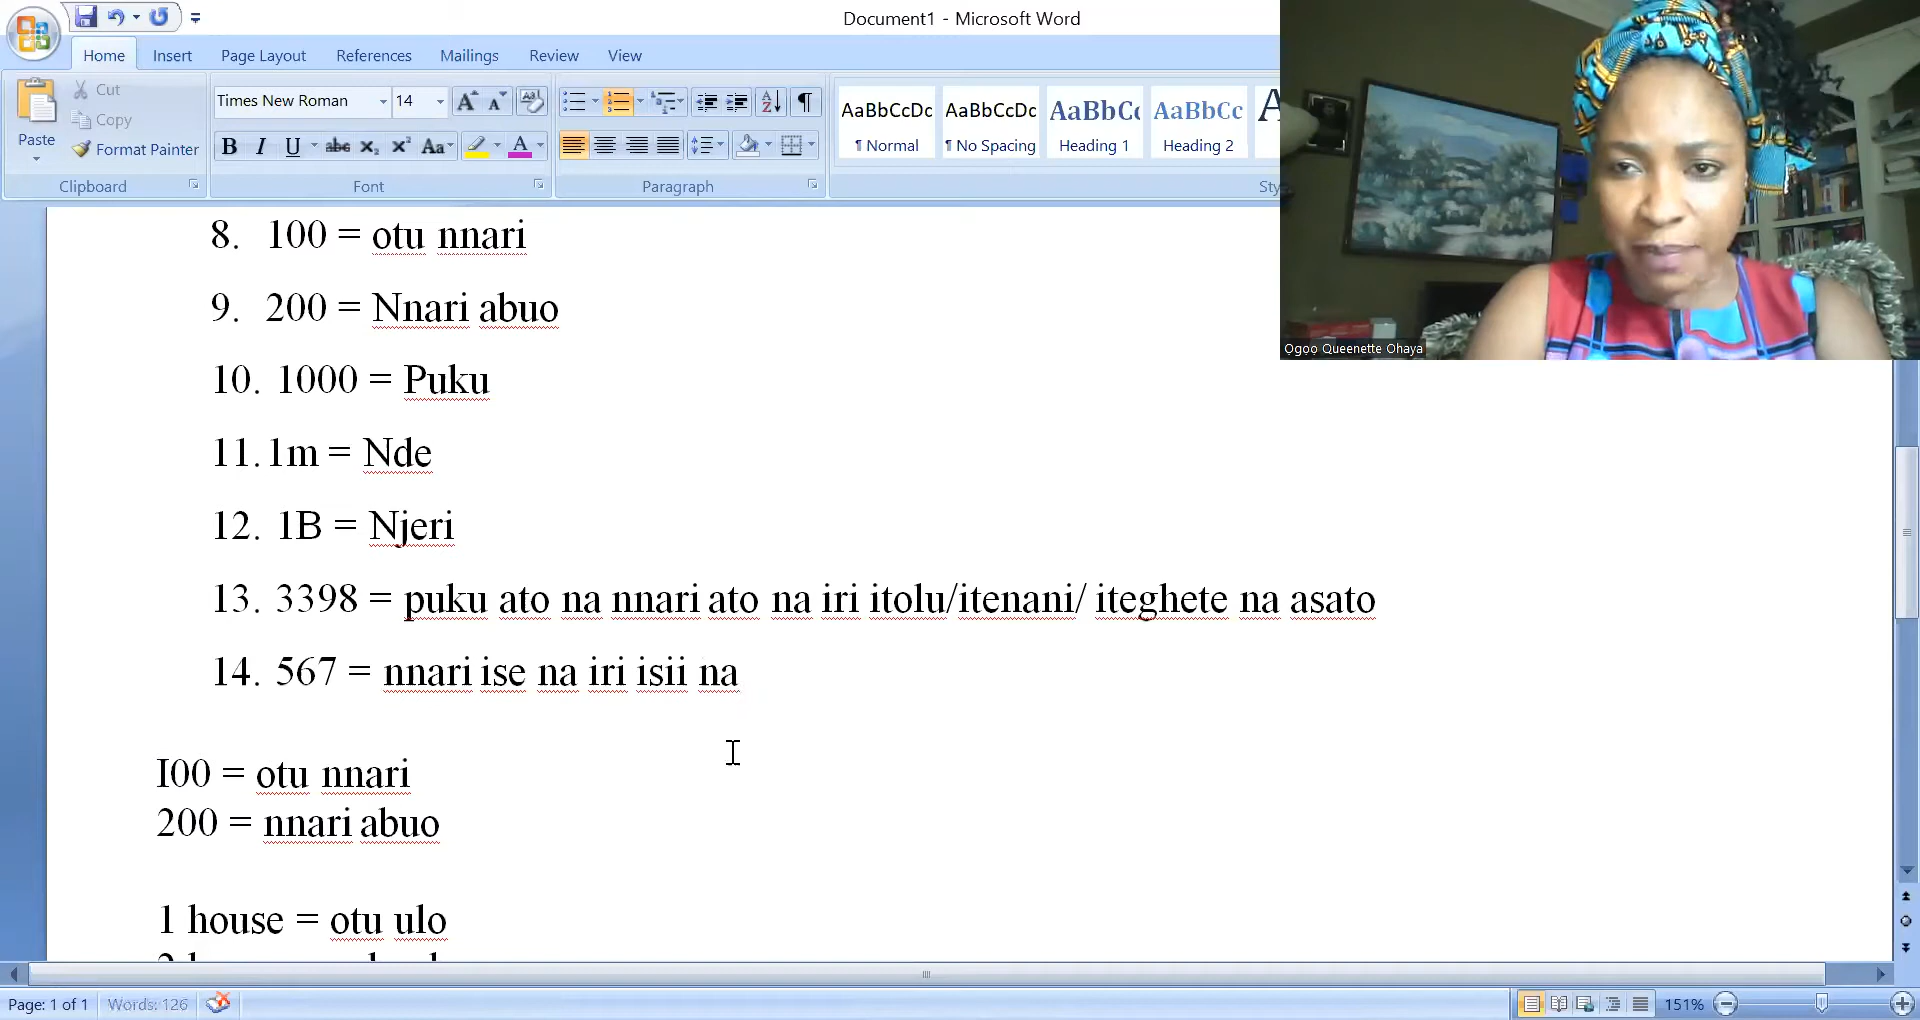 Document1 - Microsoft Word
Home Insert Page Layout References Mailings Review View
Cut
Copy
Paste
Format Painter
Times New Roman 14
AaBbCcDc AaBbCcDc AaBbC AaBbCc
¶ Normal ¶ No Spacing Heading 1 Heading 2
Clipboard Font Paragraph
Ogoo Queenette Ohaya
8. 100 = otu nnari
9. 200 = Nnari abuo
10. 1000 = Puku
11. 1m = Nde
12. 1B = Njeri
13. 3398 = puku ato na nnari ato na iri itolu/itenani/ iteghete na asato
14. 567 = nnari ise na iri isii na
I00 = otu nnari
200 = nnari abuo
1 house = otu ulo
Page: 1 of 1 Words: 126 151%